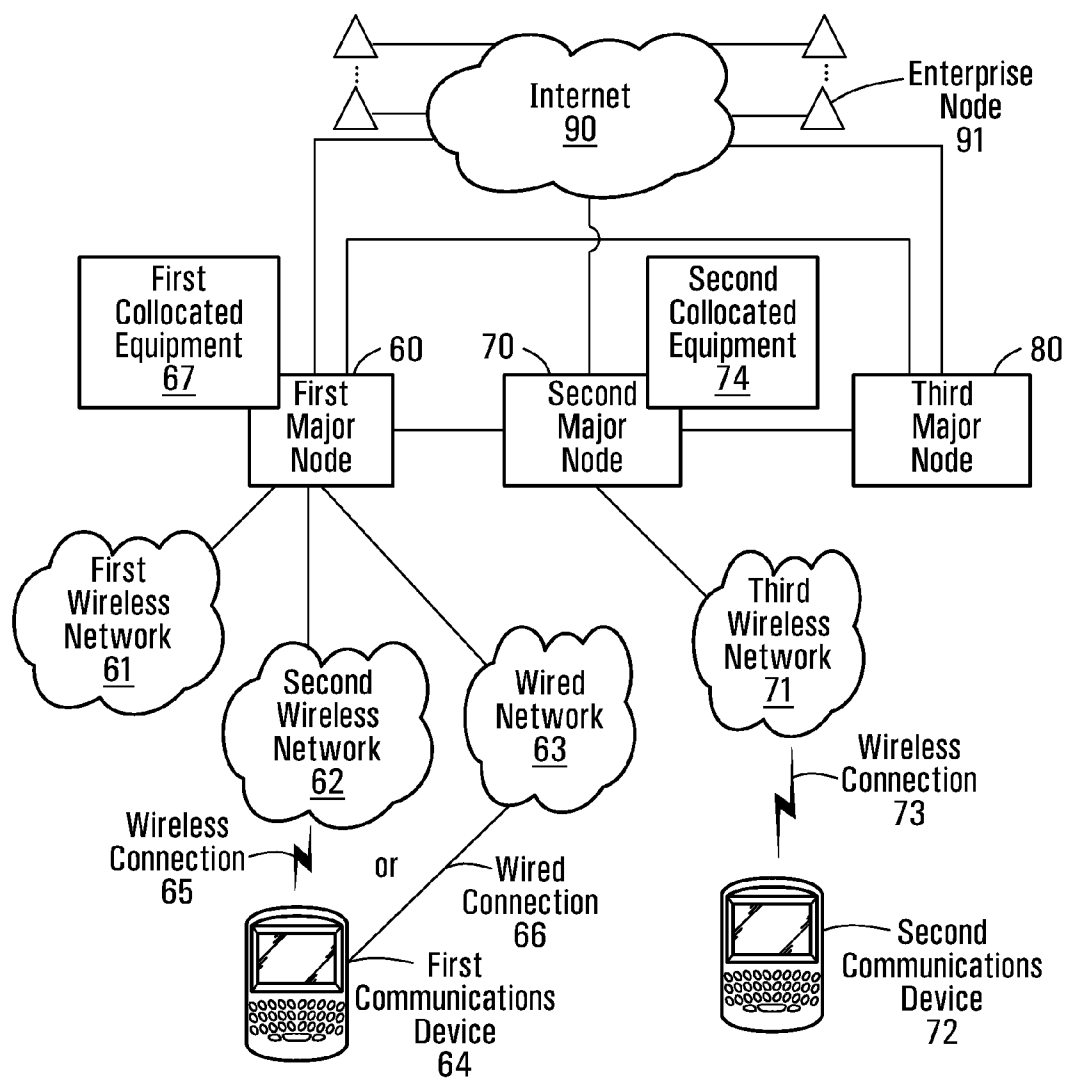 Internet
90
Enterprise
Node
91
First
Collocated
Equipment
67
60
First
Major
Node
70
Second
Major
Node
Second
Collocated
Equipment
74
80
Third
Major
Node
First
Wireless
Network
61
Second
Wireless
Network
62
Wired
Network
63
Third
Wireless
Network
71
Wireless
Connection
65
or
Wired
Connection
66
Wireless
Connection
73
First
Communications
Device
64
Second
Communications
Device
72